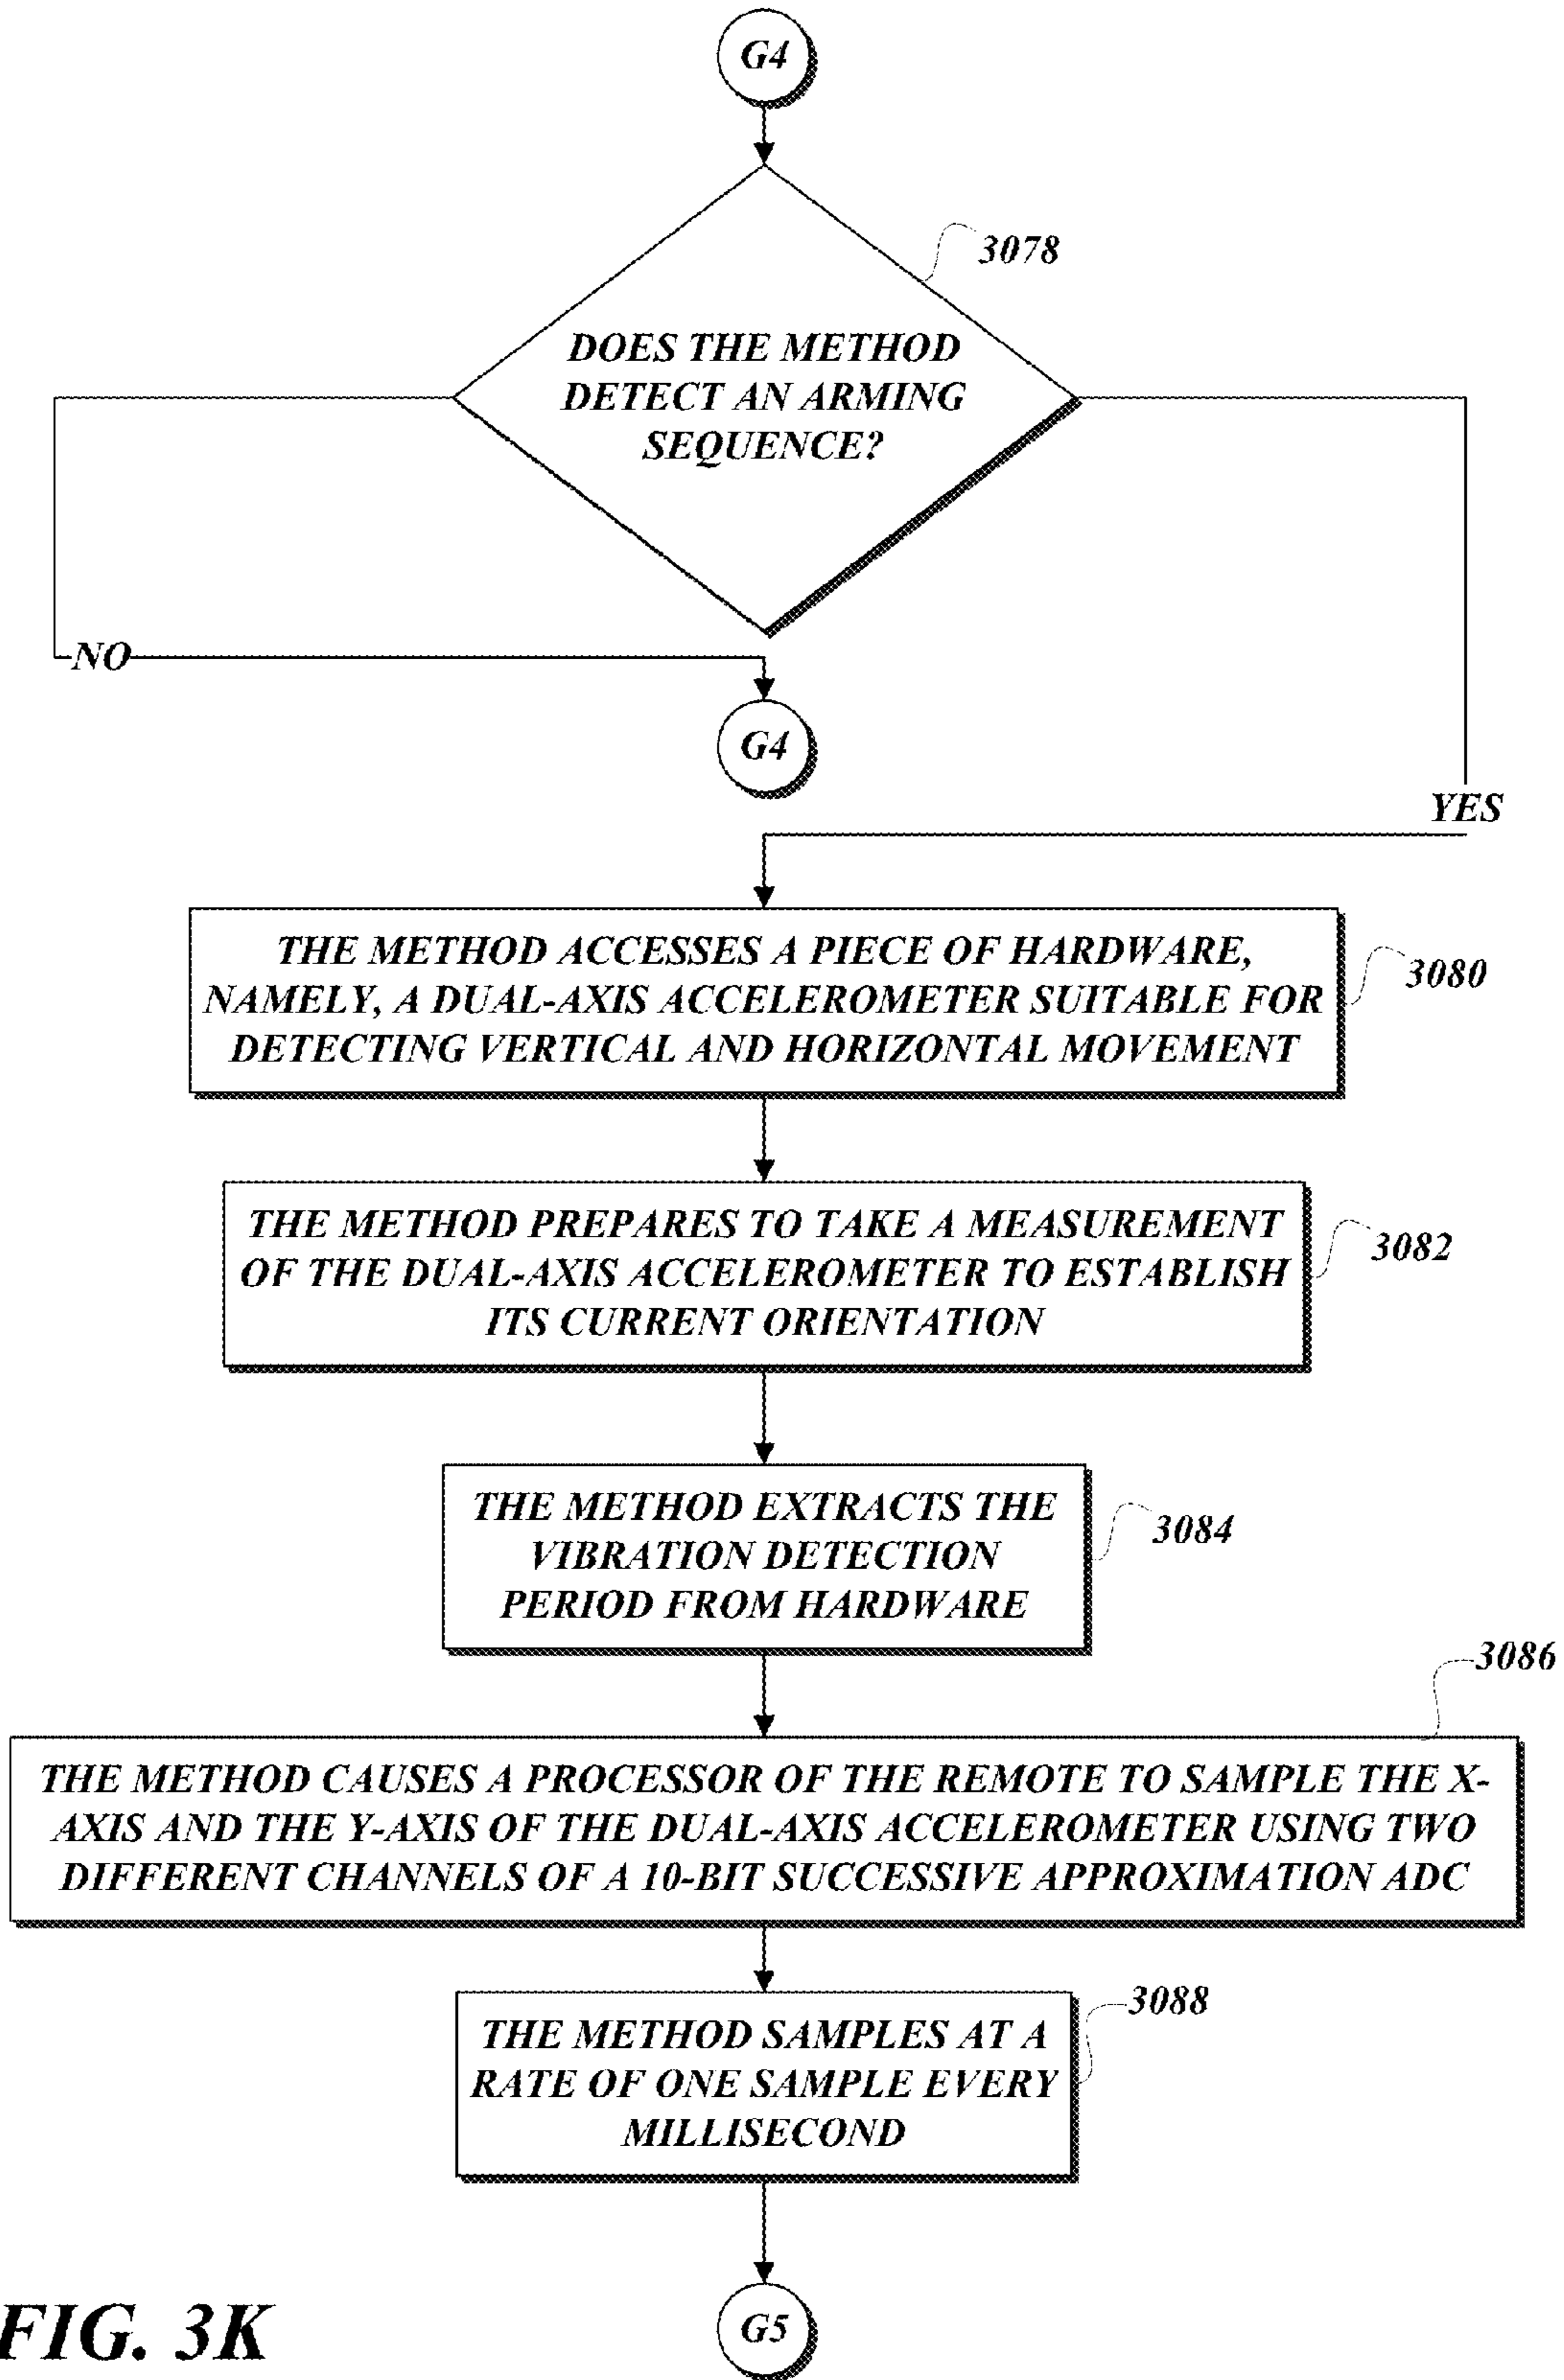 G4
3078
DOES THE METHOD
DETECT AN ARMING
SEQUENCE?
NO
G4
YES
THE METHOD ACCESSES A PIECE OF HARDWARE,
NAMELY, A DUAL-AXIS ACCELEROMETER SUITABLE FOR
DETECTING VERTICAL AND HORIZONTAL MOVEMENT
3080
THE METHOD PREPARES TO TAKE A MEASUREMENT
OF THE DUAL-AXIS ACCELEROMETER TO ESTABLISH
ITS CURRENT ORIENTATION
3082
THE METHOD EXTRACTS THE
VIBRATION DETECTION
PERIOD FROM HARDWARE
3084
3086
THE METHOD CAUSES A PROCESSOR OF THE REMOTE TO SAMPLE THE X-
AXIS AND THE Y-AXIS OF THE DUAL-AXIS ACCELEROMETER USING TWO
DIFFERENT CHANNELS OF A 10-BIT SUCCESSIVE APPROXIMATION ADC
3088
THE METHOD SAMPLES AT A
RATE OF ONE SAMPLE EVERY
MILLISECOND
G5
FIG. 3K